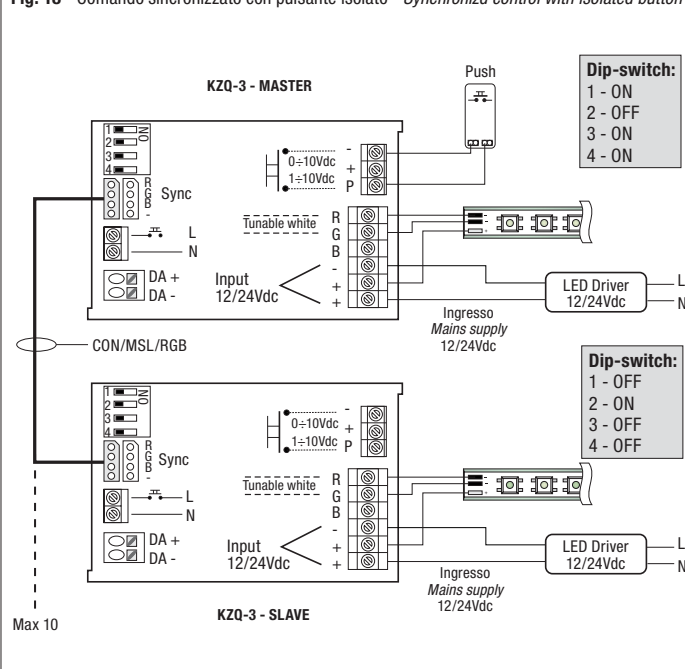 Fig. 18 - Comando sincronizzato con pulsante isolato - Synchronizd control with isolated button
KZQ-3 - MASTER
Push
Dip-switch:
1 - ON
2 - OFF
3 - ON
4 - ON
1
2
3
4
NO
R
G
B
-
Sync
L
N
DA +
DA -
0÷10Vdc
1÷10Vdc
-
+
P
Tunable white
R
G
B
-
+
+
Input
12/24Vdc
Ingresso
Mains supply
12/24Vdc
LED Driver
12/24Vdc
L
N
CON/MSL/RGB
Dip-switch:
1 - OFF
2 - ON
3 - OFF
4 - OFF
1
2
3
4
NO
R
G
B
-
Sync
L
N
DA +
DA -
0÷10Vdc
1÷10Vdc
-
+
P
Tunable white
R
G
B
-
+
+
Input
12/24Vdc
Ingresso
Mains supply
12/24Vdc
LED Driver
12/24Vdc
L
N
KZQ-3 - SLAVE
Max 10